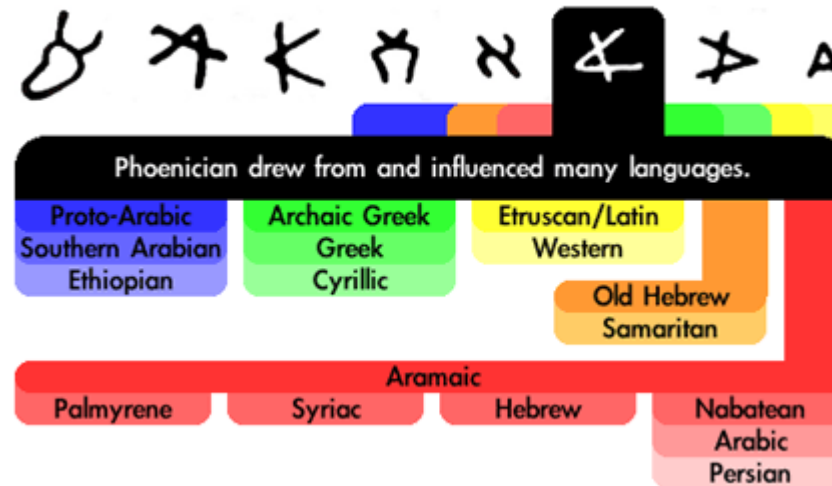 Phoenician drew from and influenced many languages.
Proto-Arabic
Southern Arabian
Ethiopian
Archaic Greek
Greek
Cyrillic
Etruscan/Latin
Western
Old Hebrew
Samaritan
Aramaic
Palmyrene
Syriac
Hebrew
Nabatean
Arabic
Persian